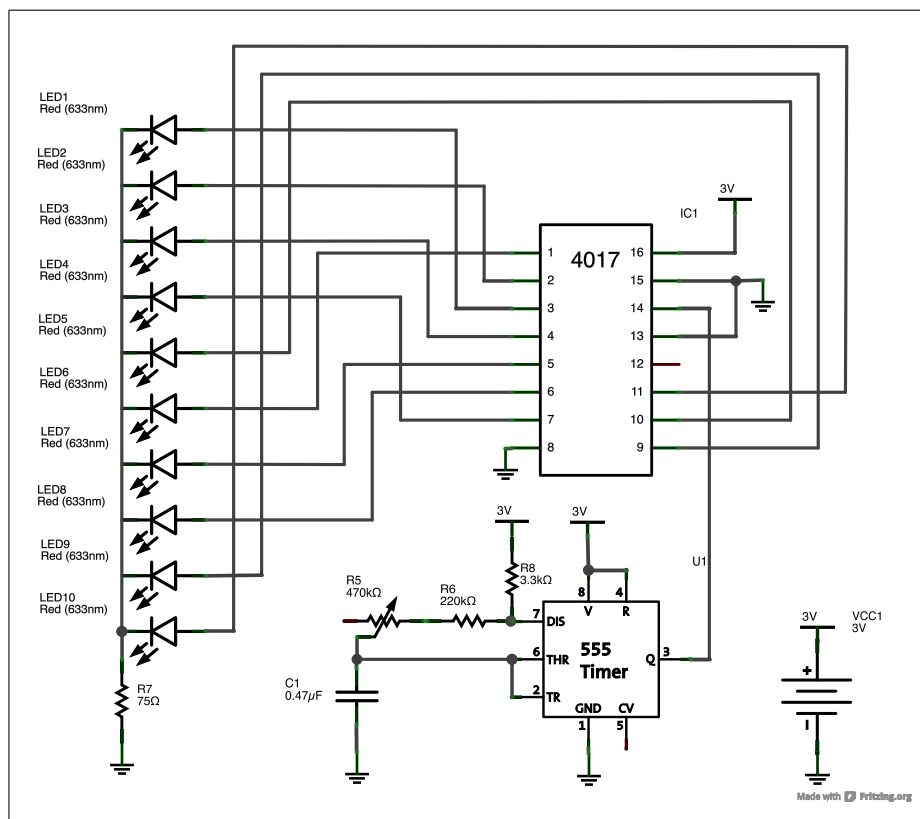 LED1
Red (633nm)
LED2
Red (633nm)
LED3
Red (633nm)
LED4
Red (633nm)
LED5
Red (633nm)
LED6
Red (633nm)
LED7
Red (633nm)
LED8
Red (633nm)
LED9
Red (633nm)
LED10
Red (633nm)
R7
75Ω
IC1
3V
4017
1
2
3
4
5
6
7
8
16
15
14
13
12
11
10
9
3V
R8
3.3kΩ
3V
U1
R5
470kΩ
R6
220kΩ
C1
0.47µF
8
4
V
R
7
DIS
6
THR
2
TR
555
Timer
Q
3
GND
CV
1
5
3V
VCC1
3V
+
I
Made with Fritzing.org